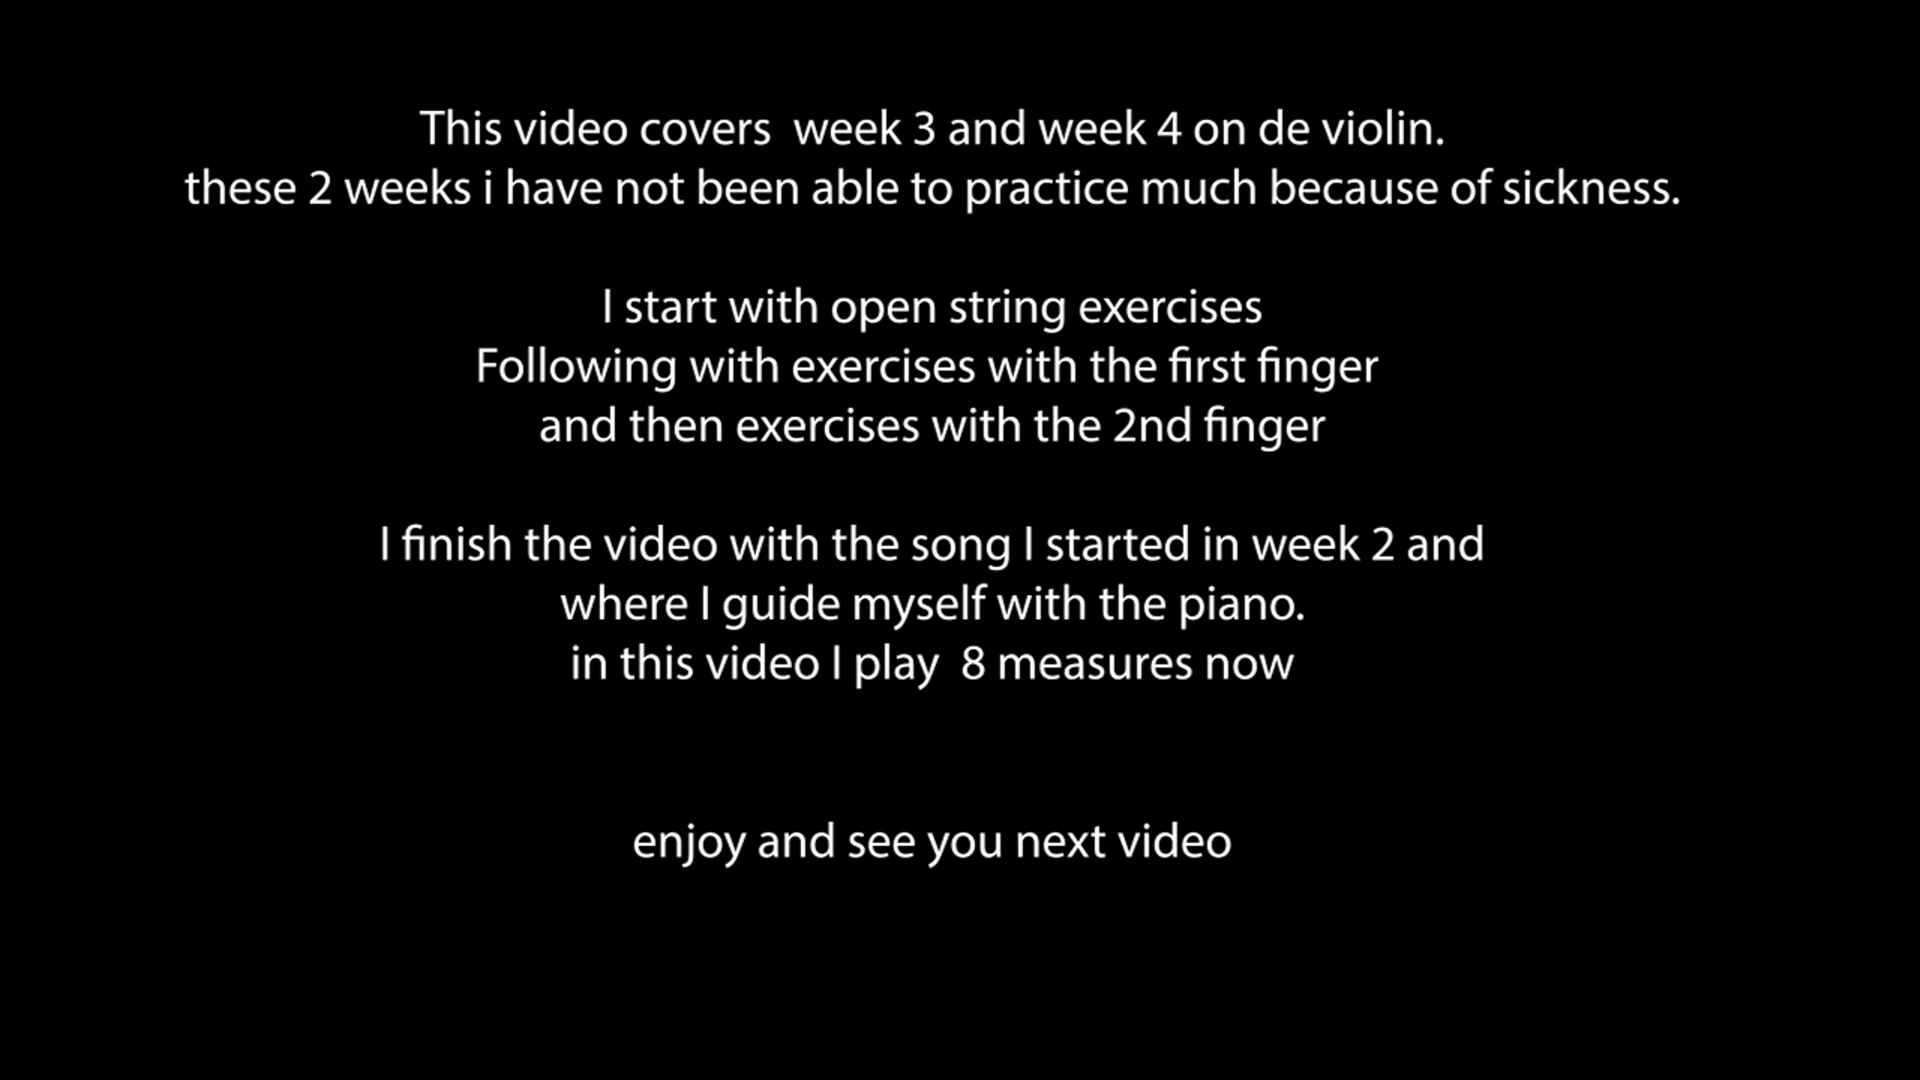 This video covers  week 3 and week 4 on de violin.
these 2 weeks i have not been able to practice much because of sickness.
I start with open string exercises
Following with exercises with the first finger
and then exercises with the 2nd finger
I finish the video with the song I started in week 2 and
where I guide myself with the piano.
in this video I play  8 measures now
enjoy and see you next video